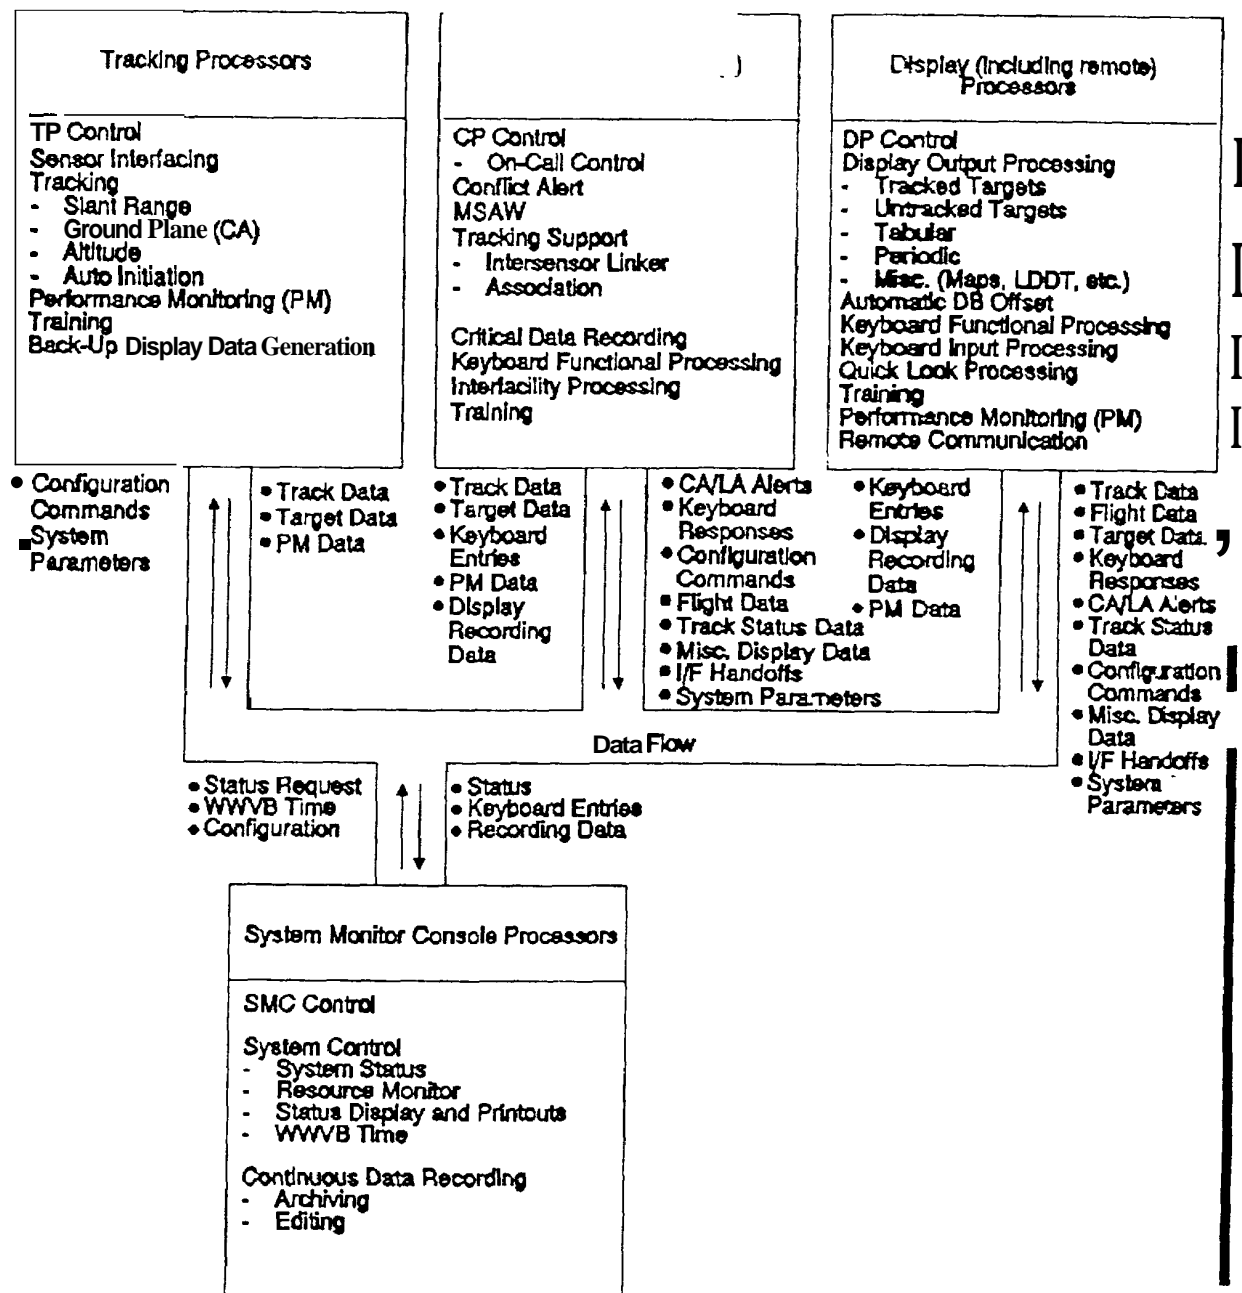 Tracking Processors
TP Control
Sensor Interfacing
Tracking
- Slant Range
- Ground Plane (CA)
- Altitude
- Auto Initiation
Performance Monitoring (PM)
Training
Back-Up Display Data Generation
)
CP Control
- On-Call Control
Conflict Alert
MSAW
Tracking Support
- Intersensor Linker
- Association
Critical Data Recording
Keyboard Functional Processing
Interfacility Processing
Training
Display (Including remote)
Processors
DP Control
Display Output Processing
- Tracked Targets
- Untracked Targets
- Tabular
- Periodic
- Misc. (Maps, LDDT, etc.)
Automatic DB Offset
Keyboard Functional Processing
Keyboard Input Processing
Quick Look Processing
Training
Performance Monitoring (PM)
Remote Communication
• Configuration
Commands
▪ System
Parameters
• Track Data
• Target Data
• PM Data
• Track Data
• Target Data
• Keyboard
Entries
• PM Data
• Display
Recording
Data
• CA/LA Alerts
• Keyboard
Responses
• Configuration
Commands
• Flight Data
• Track Status Data
• Misc. Display Data
• I/F Handoffs
• System Parameters
• Keyboard
Entries
• Display
Recording
Data
• PM Data
• Track Data
• Flight Data
• Target Data
• Keyboard
Responses
• CA/LA Alerts
• Track Status
Data
• Configuration
Commands
• Misc. Display
Data
• I/F Handoffs
• System
Parameters
Data Flow
• Status Request
• WWVB Time
• Configuration
• Status
• Keyboard Entries
• Recording Data
System Monitor Console Processors
SMC Control
System Control
- System Status
- Resource Monitor
- Status Display and Printouts
- WWVB Time
Continuous Data Recording
- Archiving
- Editing